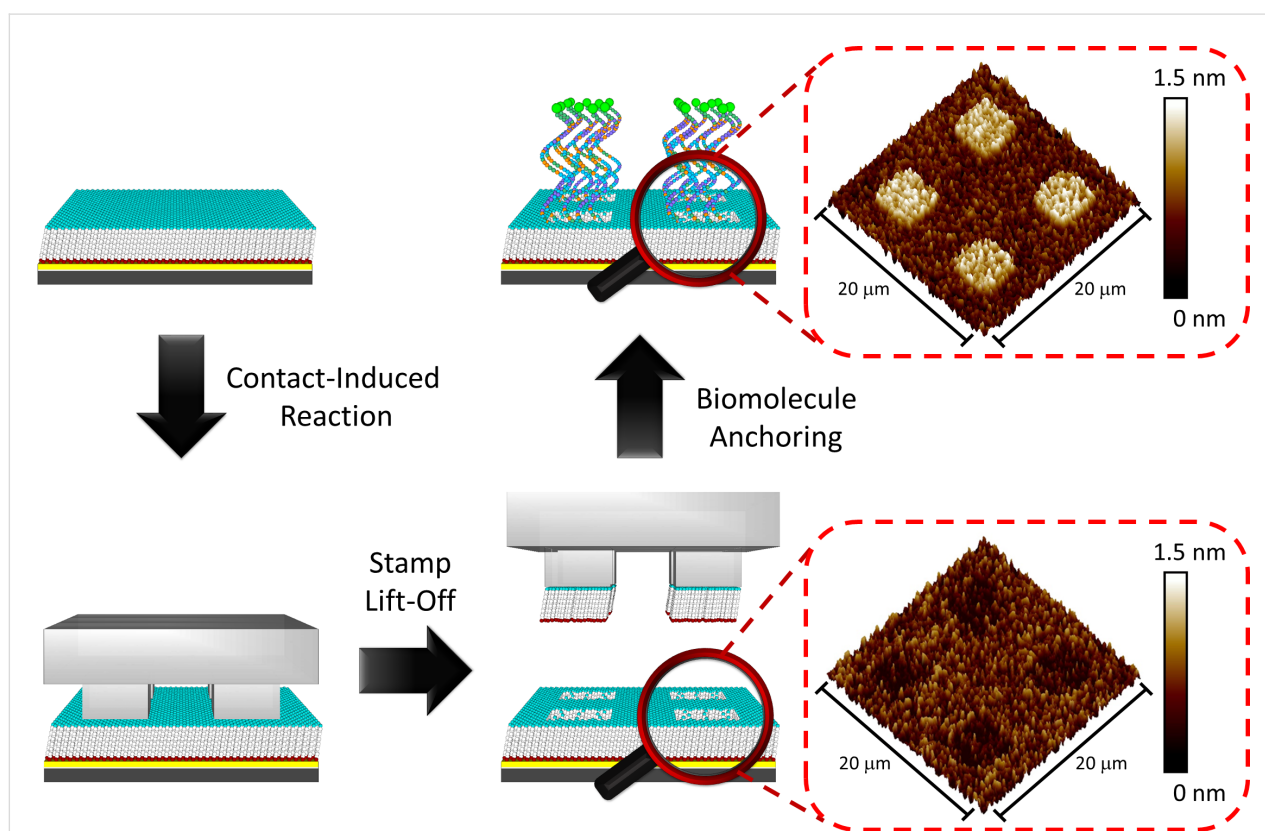 1.5 nm
20 μm
20 μm
0 nm
Contact-Induced
Reaction
Biomolecule
Anchoring
Stamp
Lift-Off
1.5 nm
20 μm
20 μm
0 nm